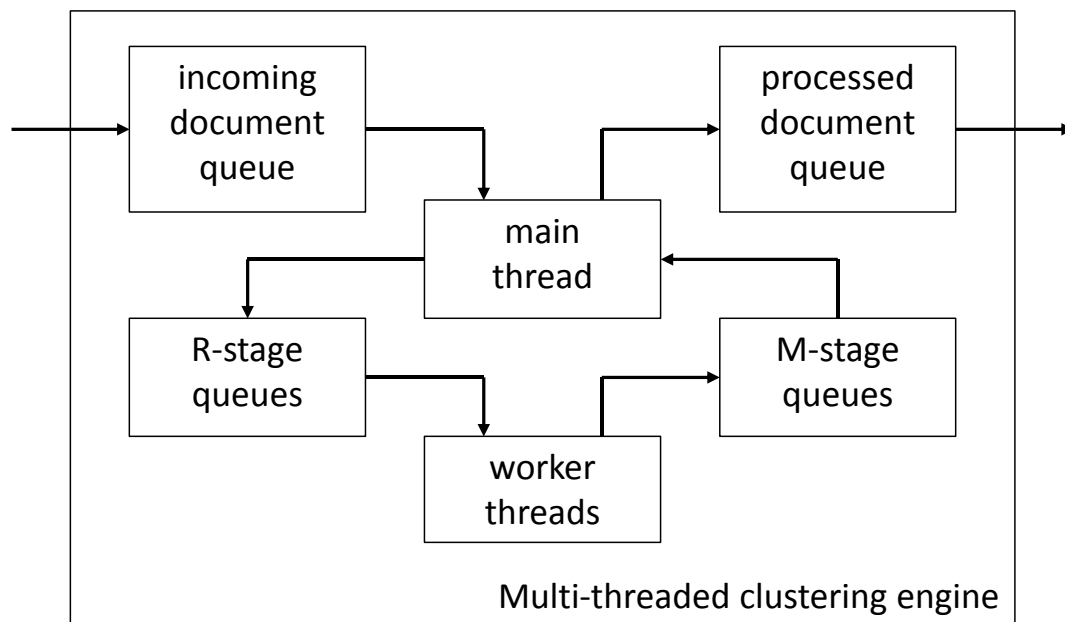 incoming
document
queue
processed
document
queue
main
thread
R-stage
queues
M-stage
queues
worker
threads
Multi-threaded clustering engine